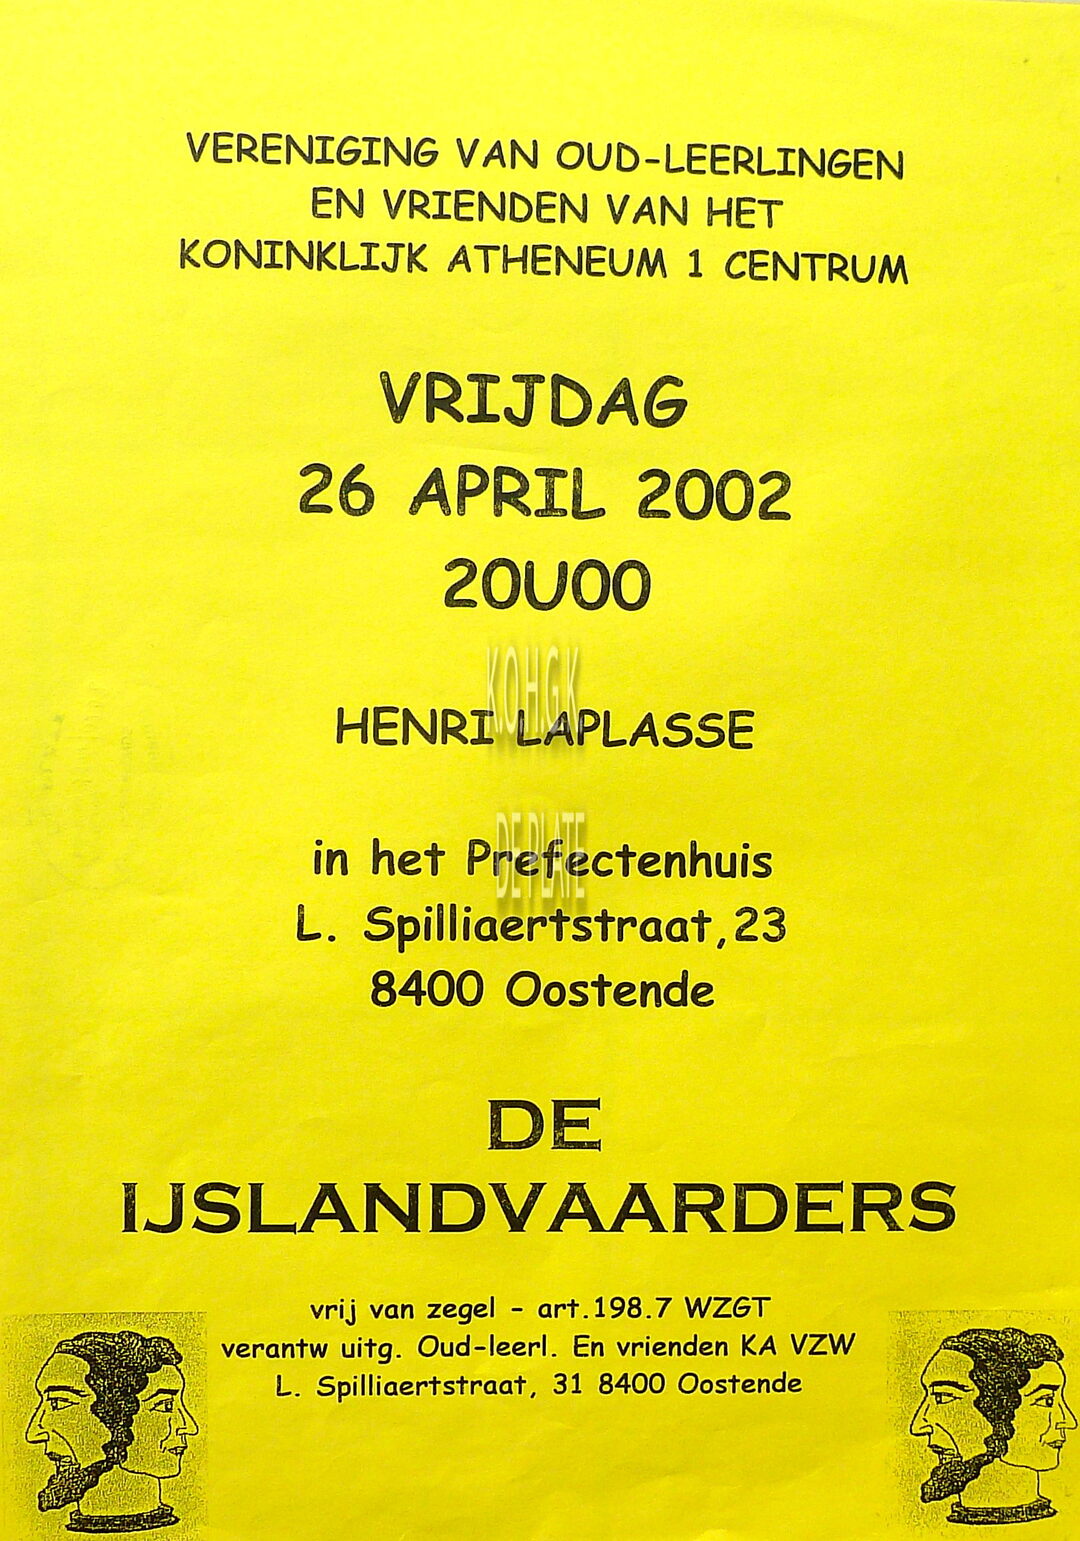 VERENIGING VAN OUD-LEERLINGEN
EN VRIENDEN VAN HET
KONINKLIJK ATHENEUM 1 CENTRUM
VRIJDAG
26 APRIL 2002
20U00
K.O.H.G.K.
HENRI LAPLASSE
DE PLATE
in het Prefectenhuis
L. Spilliaertstraat,23
8400 Oostende
DE
IJSLANDVAARDERS
vrij van zegel - art.198.7 WZGT
verantw uitg. Oud-leerl. En vrienden KA VZW
L. Spilliaertstraat, 31 8400 Oostende